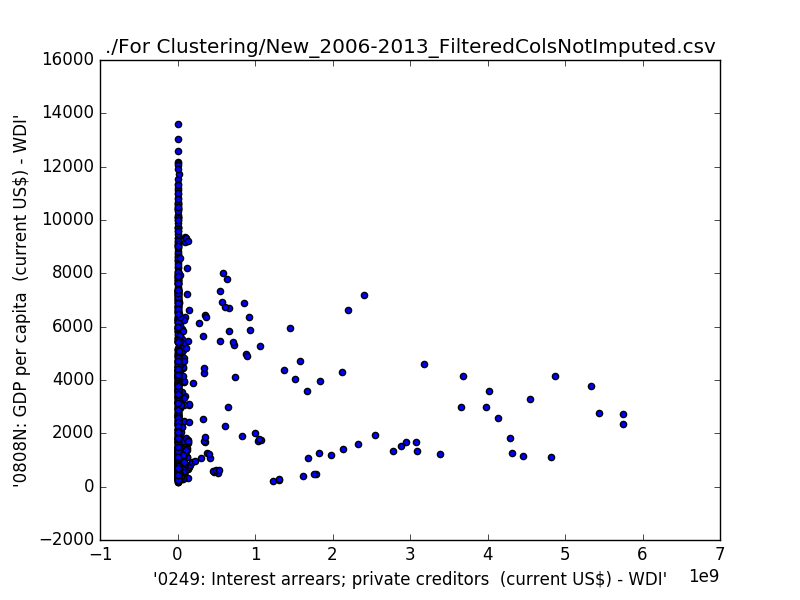 ./For Clustering/New_2006-2013_FilteredColsNotImputed.csv
16000
14000
12000
10000
8000
6000
4000
2000
0
−2000
'0808N: GDP per capita  (current US$) - WDI'
−1 0 1 2 3 4 5 6 7
1e9
'0249: Interest arrears; private creditors  (current US$) - WDI'